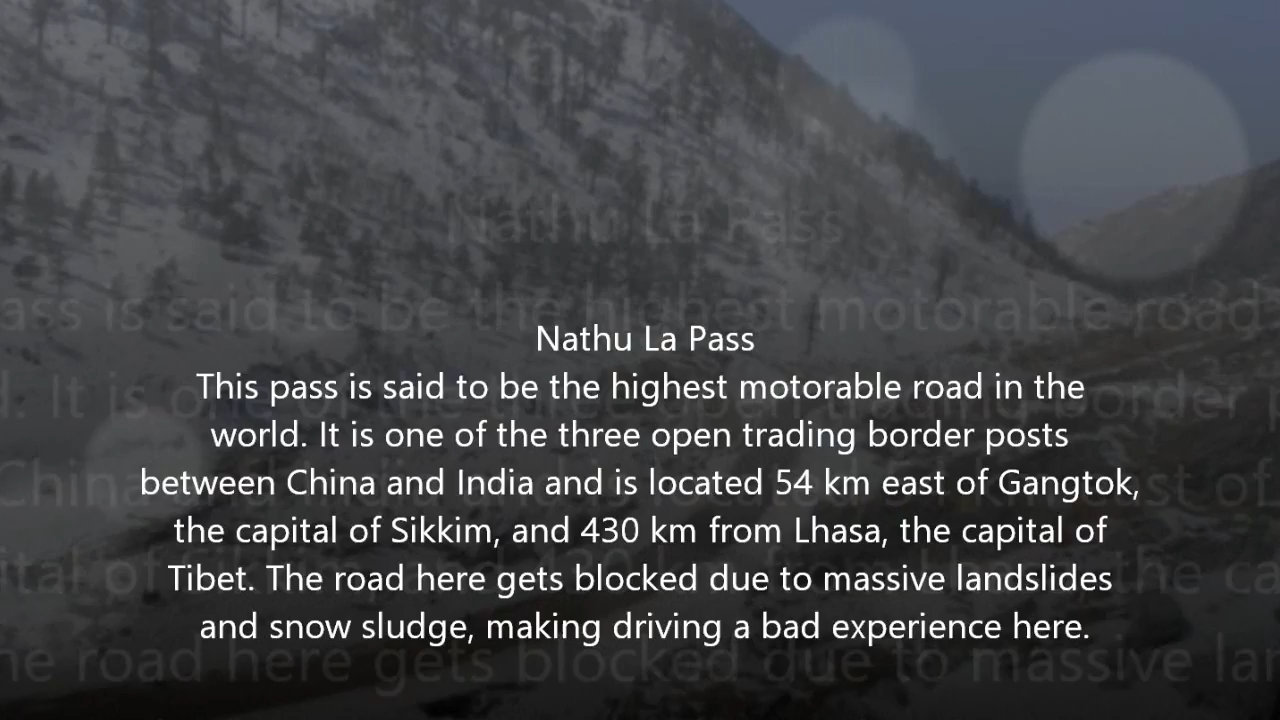 Nathu La Pass
This pass is said to be the highest motorable road in the
world. It is one of the three open trading border posts
between China and India and is located 54 km east of Gangtok,
the capital of Sikkim, and 430 km from Lhasa, the capital of
Tibet. The road here gets blocked due to massive landslides
and snow sludge, making driving a bad experience here.